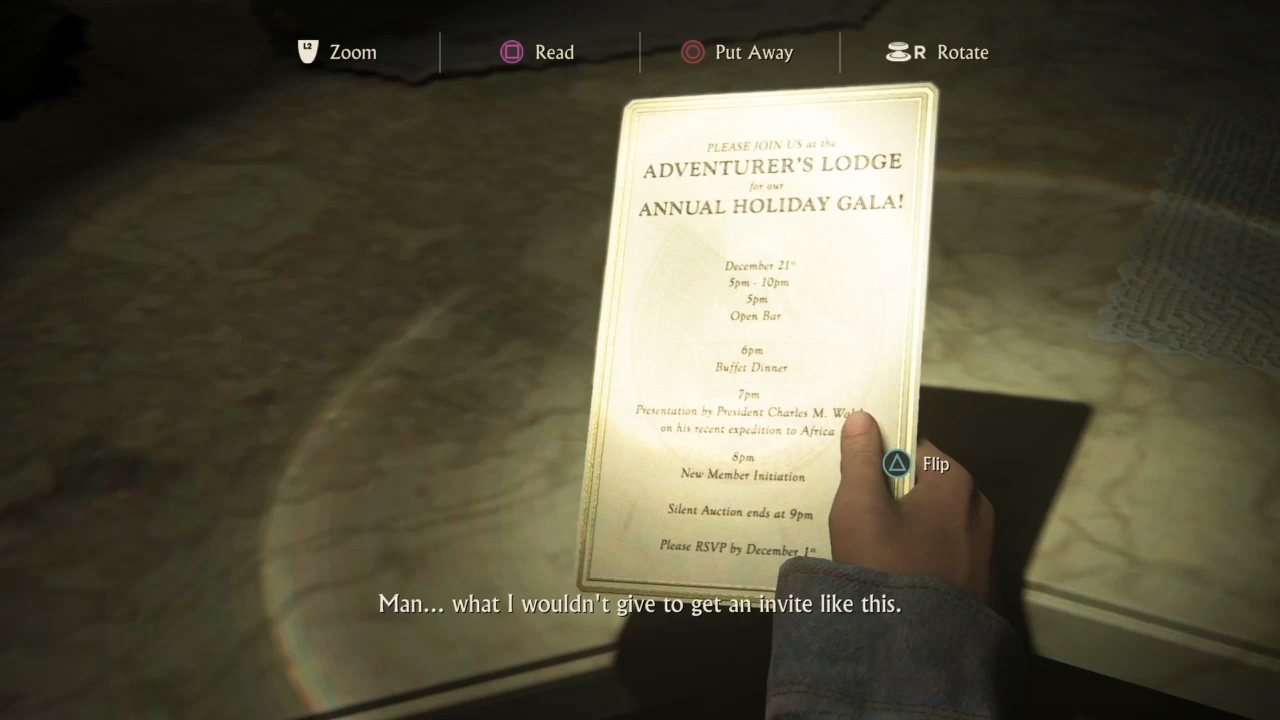 L2 Zoom
Read
Put Away
R Rotate
PLEASE JOIN US at the
ADVENTURER'S LODGE
for our
ANNUAL HOLIDAY GALA!
December 21st
5pm - 10pm
5pm
Open Bar
6pm
Buffet Dinner
7pm
Presentation by President Charles M.
on his recent expedition to Africa
8pm
New Member Initiation
Flip
Silent Auction ends at 9pm
Please RSVP by December 1st
Man... what I wouldn't give to get an invite like this.